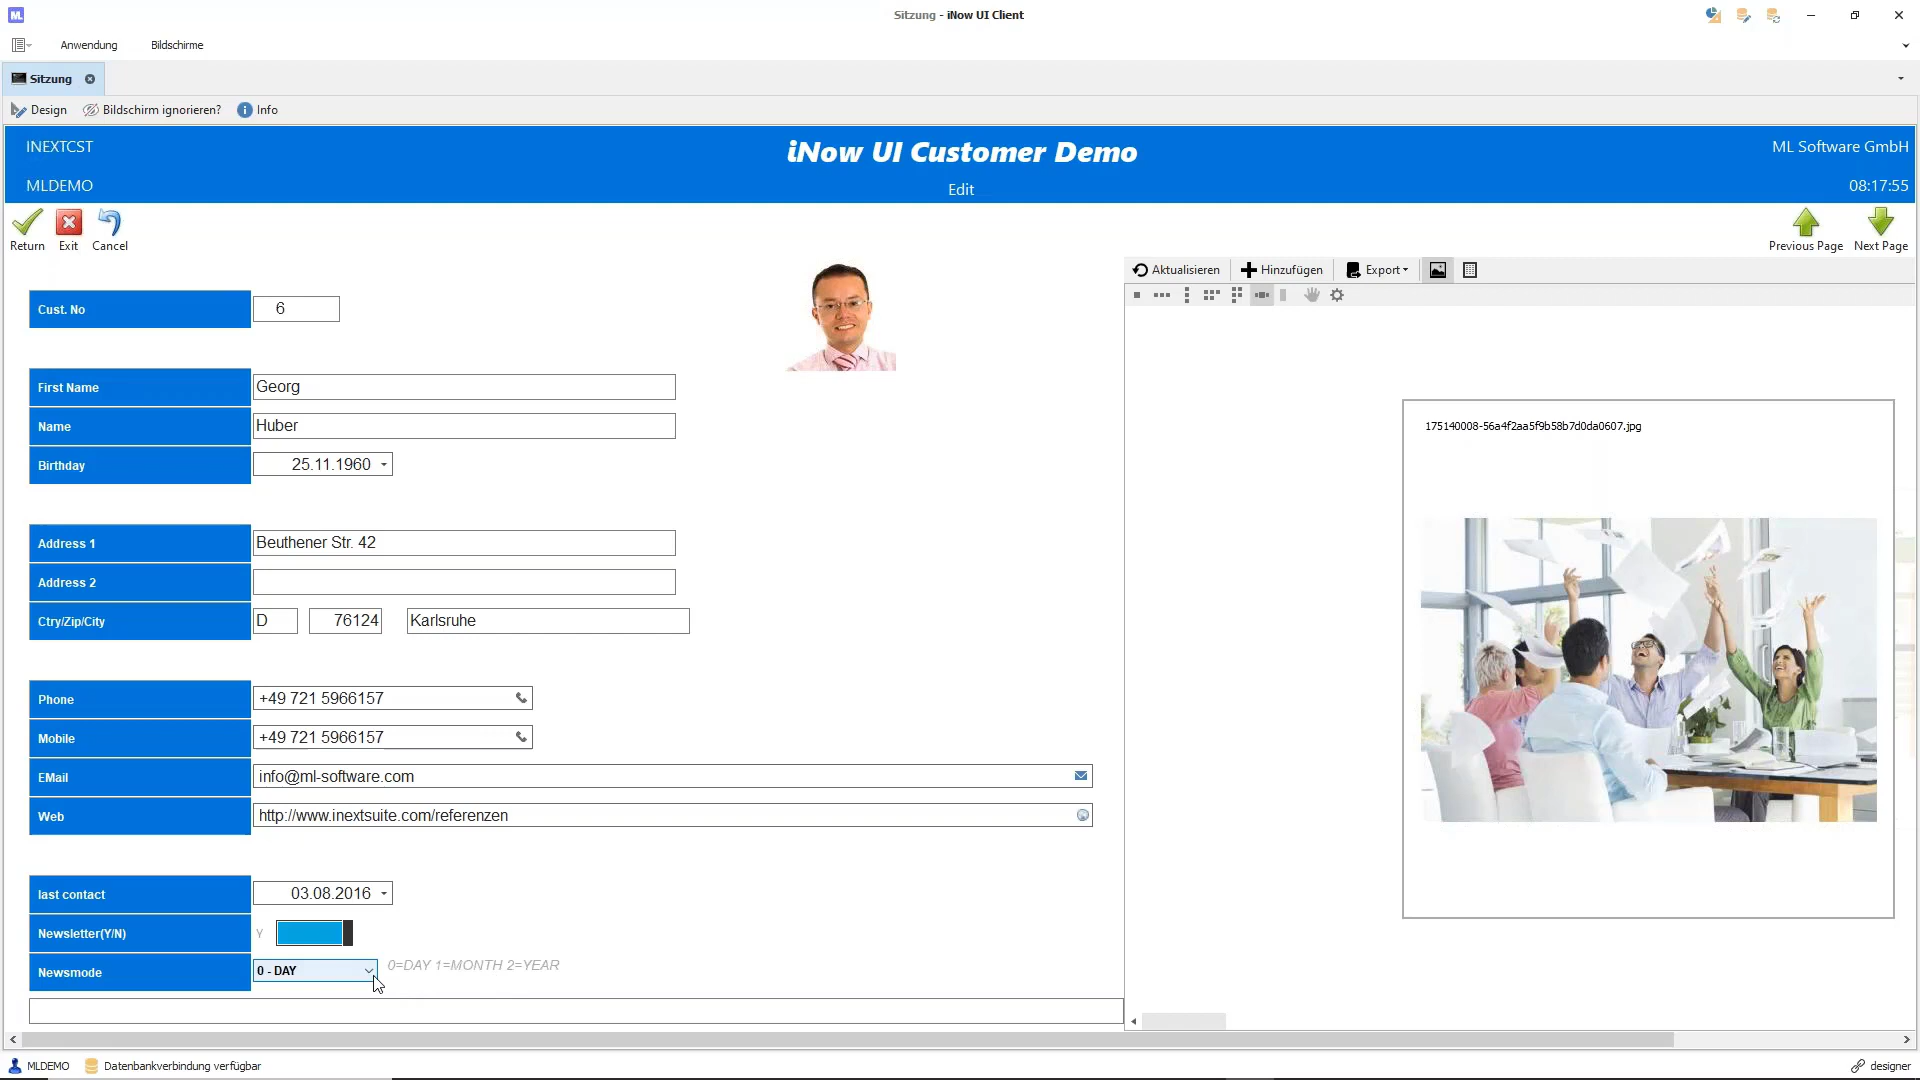 Sitzung - iNow UI Client
Anwendung Bildschirme
Sitzung
Design Bildschirm ignorieren? Info
INEXTCST iNow UI Customer Demo ML Software GmbH
MLDEMO Edit 08:17:55
Return Exit Cancel Previous Page Next Page
Aktualisieren Hinzufügen Export
Cust. No 6
First Name Georg
Name Huber
Birthday 25.11.1960
175140008-56a4f2aa5f9b58b7d0da0607.jpg
Address 1 Beuthener Str. 42
Address 2
Ctry/Zip/City D 76124 Karlsruhe
Phone +49 721 5966157
Mobile +49 721 5966157
EMail info@ml-software.com
Web http://www.inextsuite.com/referenzen
last contact 03.08.2016
Newsletter(Y/N) Y
Newsmode 0 - DAY 0=DAY 1=MONTH 2=YEAR
MLDEMO Datenbankverbindung verfügbar designer